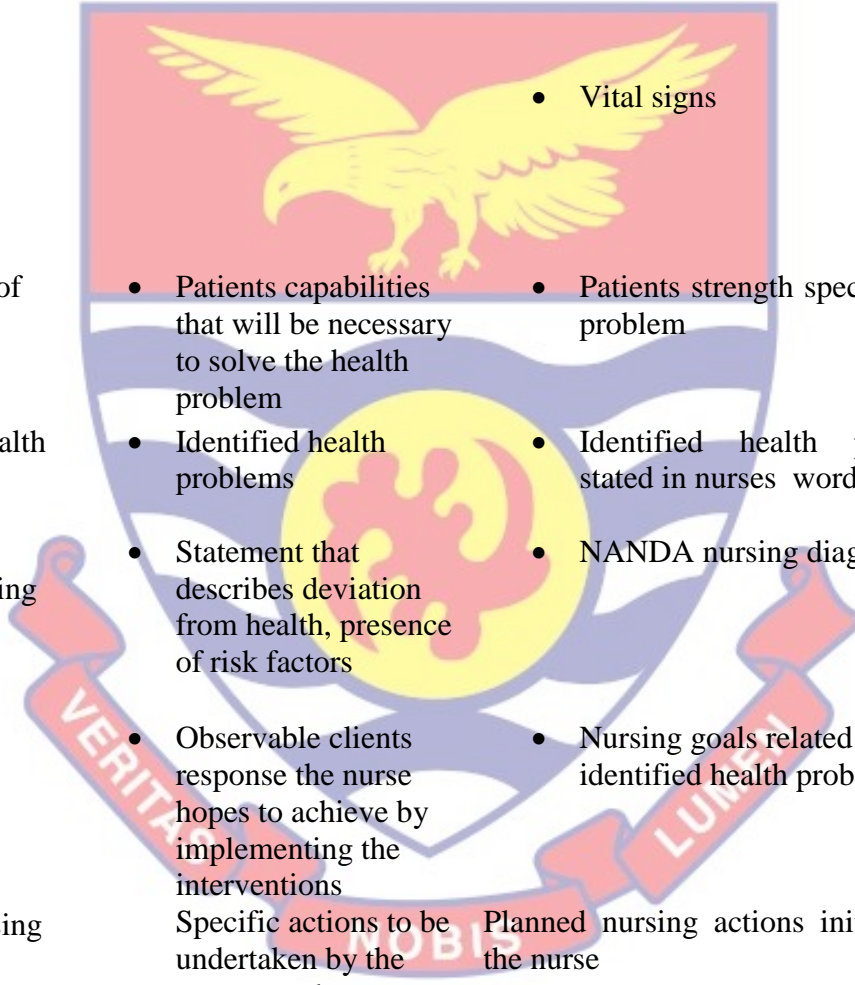 • Vital signs
of
• Patients capabilities
that will be necessary
to solve the health
problem
• Patients strength spec
problem
alth
• Identified health
problems
• Identified health p
stated in nurses word
ing
• Statement that
describes deviation
from health, presence
of risk factors
• NANDA nursing diag
• Observable clients
response the nurse
hopes to achieve by
implementing the
interventions
• Nursing goals related
identified health prob
ing
Specific actions to be
undertaken by the
Planned nursing actions ini
the nurse
VERITAS
NOBIS
LUMEN